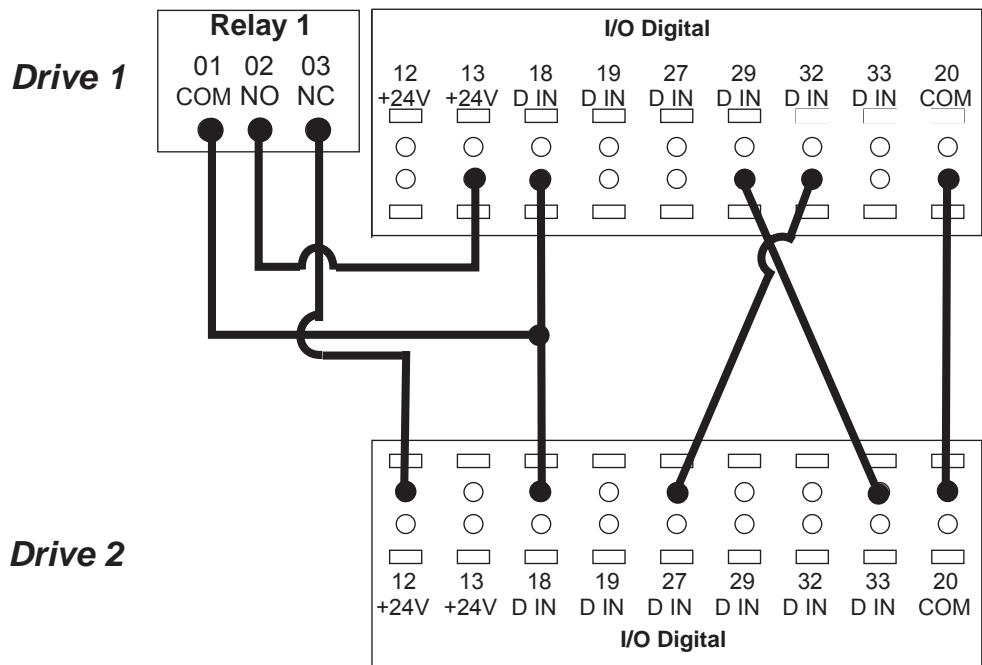 Relay 1
01 02 03
COM NO NC
Drive 1
I/O Digital
12 13 18 19 27 29 32 33 20
+24V +24V D IN D IN D IN D IN D IN D IN COM
Drive 2
12 13 18 19 27 29 32 33 20
+24V +24V D IN D IN D IN D IN D IN D IN COM
I/O Digital